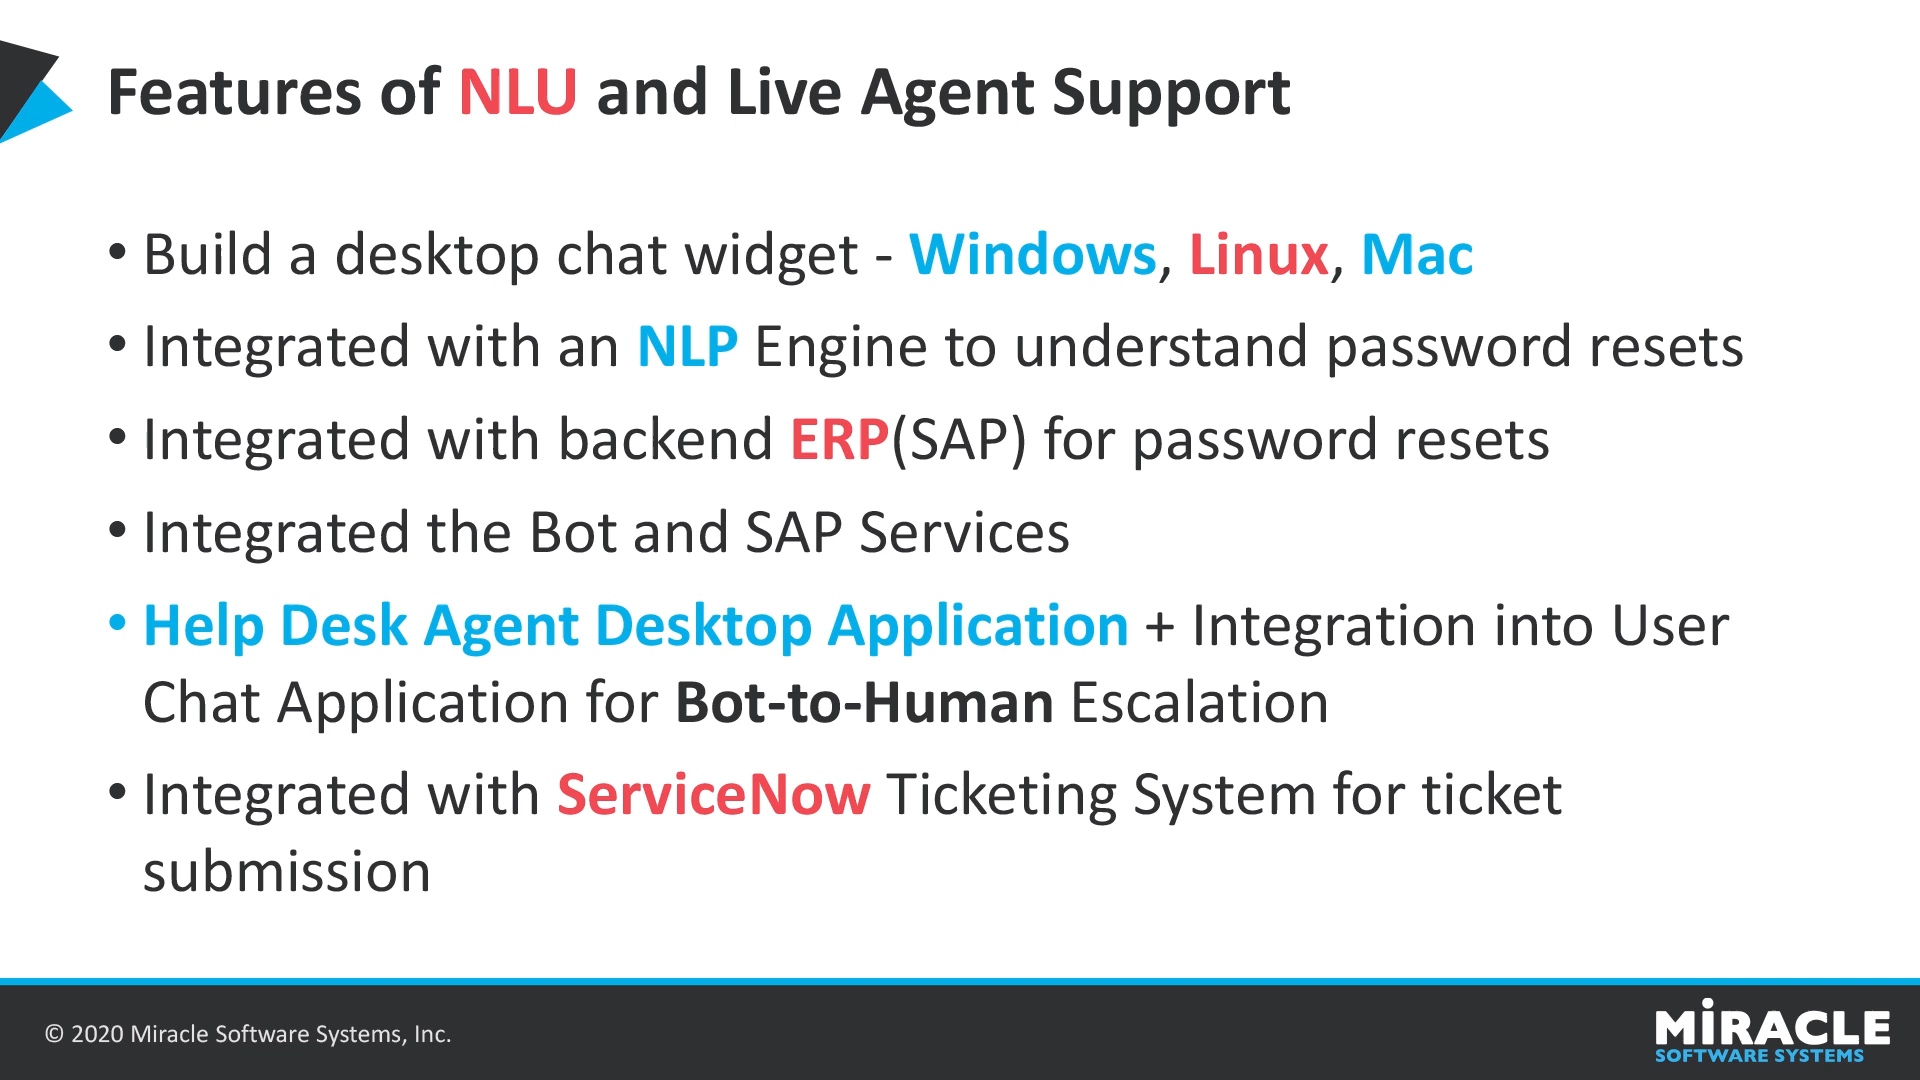 Features of NLU and Live Agent Support
• Build a desktop chat widget - Windows, Linux, Mac
• Integrated with an NLP Engine to understand password resets
• Integrated with backend ERP(SAP) for password resets
• Integrated the Bot and SAP Services
• Help Desk Agent Desktop Application + Integration into User
Chat Application for Bot-to-Human Escalation
• Integrated with ServiceNow Ticketing System for ticket
submission
© 2020 Miracle Software Systems, Inc.
MiRACLE
SOFTWARE SYSTEMS